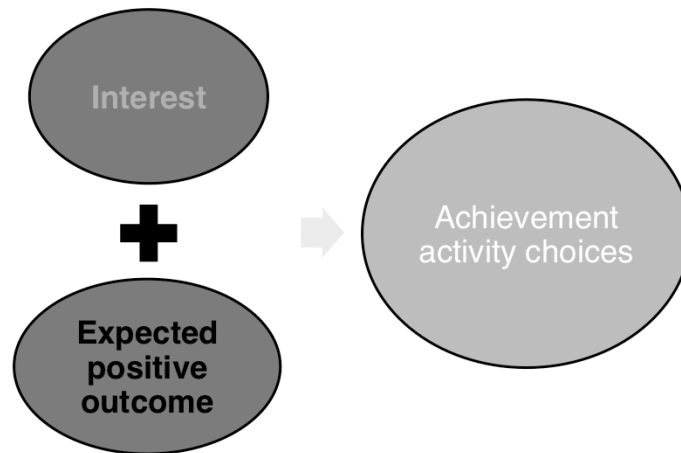 Interest
Expected
positive
outcome
Achievement
activity choices